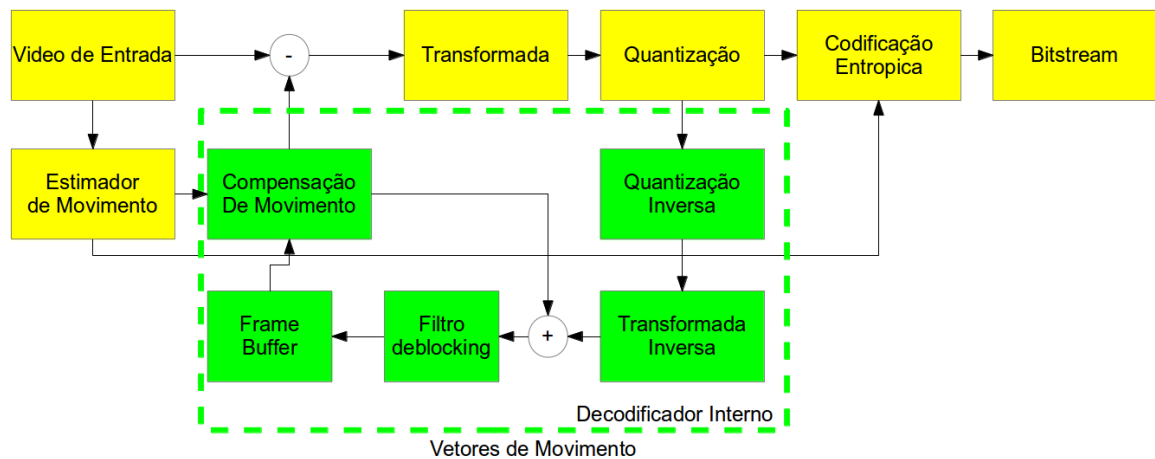 Video de Entrada
-
Transformada
Quantização
Codificação
Entropica
Bitstream
Estimador
de Movimento
Compensação
De Movimento
Quantização
Inversa
Frame
Buffer
Filtro
deblocking
+
Transformada
Inversa
Decodificador Interno
Vetores de Movimento